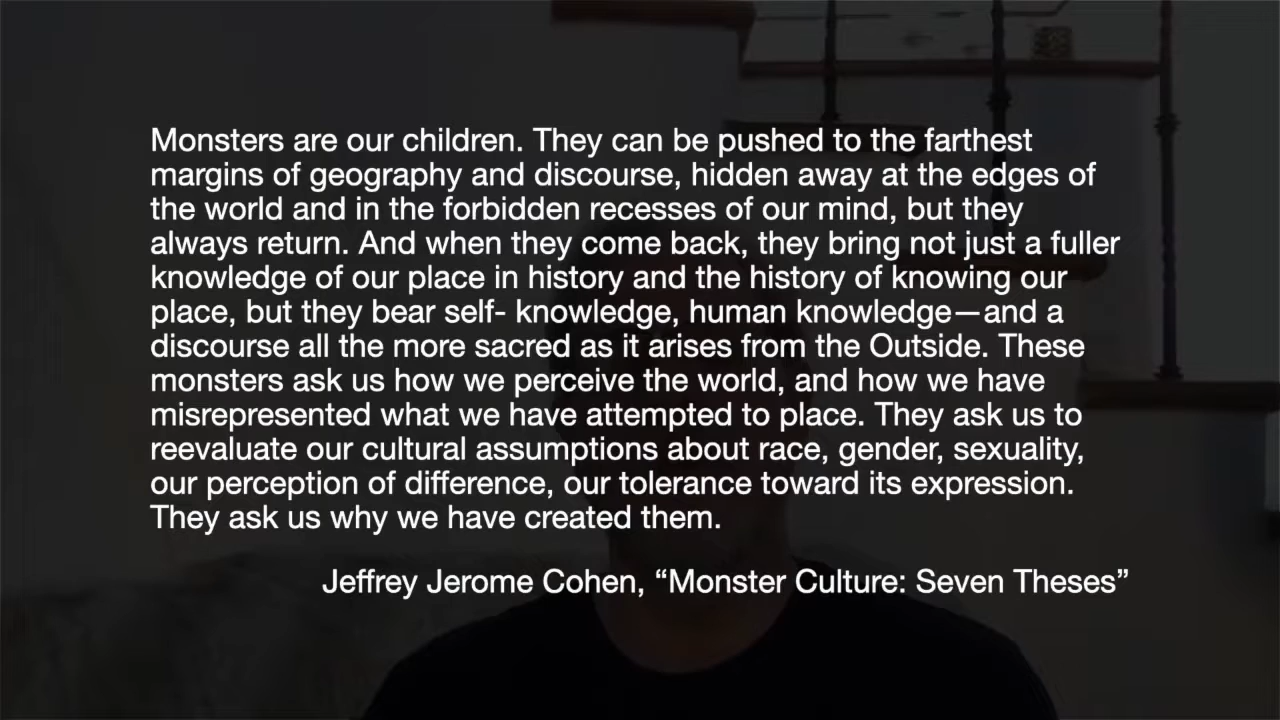 Monsters are our children. They can be pushed to the farthest
margins of geography and discourse, hidden away at the edges of
the world and in the forbidden recesses of our mind, but they
always return. And when they come back, they bring not just a fuller
knowledge of our place in history and the history of knowing our
place, but they bear self- knowledge, human knowledge—and a
discourse all the more sacred as it arises from the Outside. These
monsters ask us how we perceive the world, and how we have
misrepresented what we have attempted to place. They ask us to
reevaluate our cultural assumptions about race, gender, sexuality,
our perception of difference, our tolerance toward its expression.
They ask us why we have created them.
Jeffrey Jerome Cohen, “Monster Culture: Seven Theses”